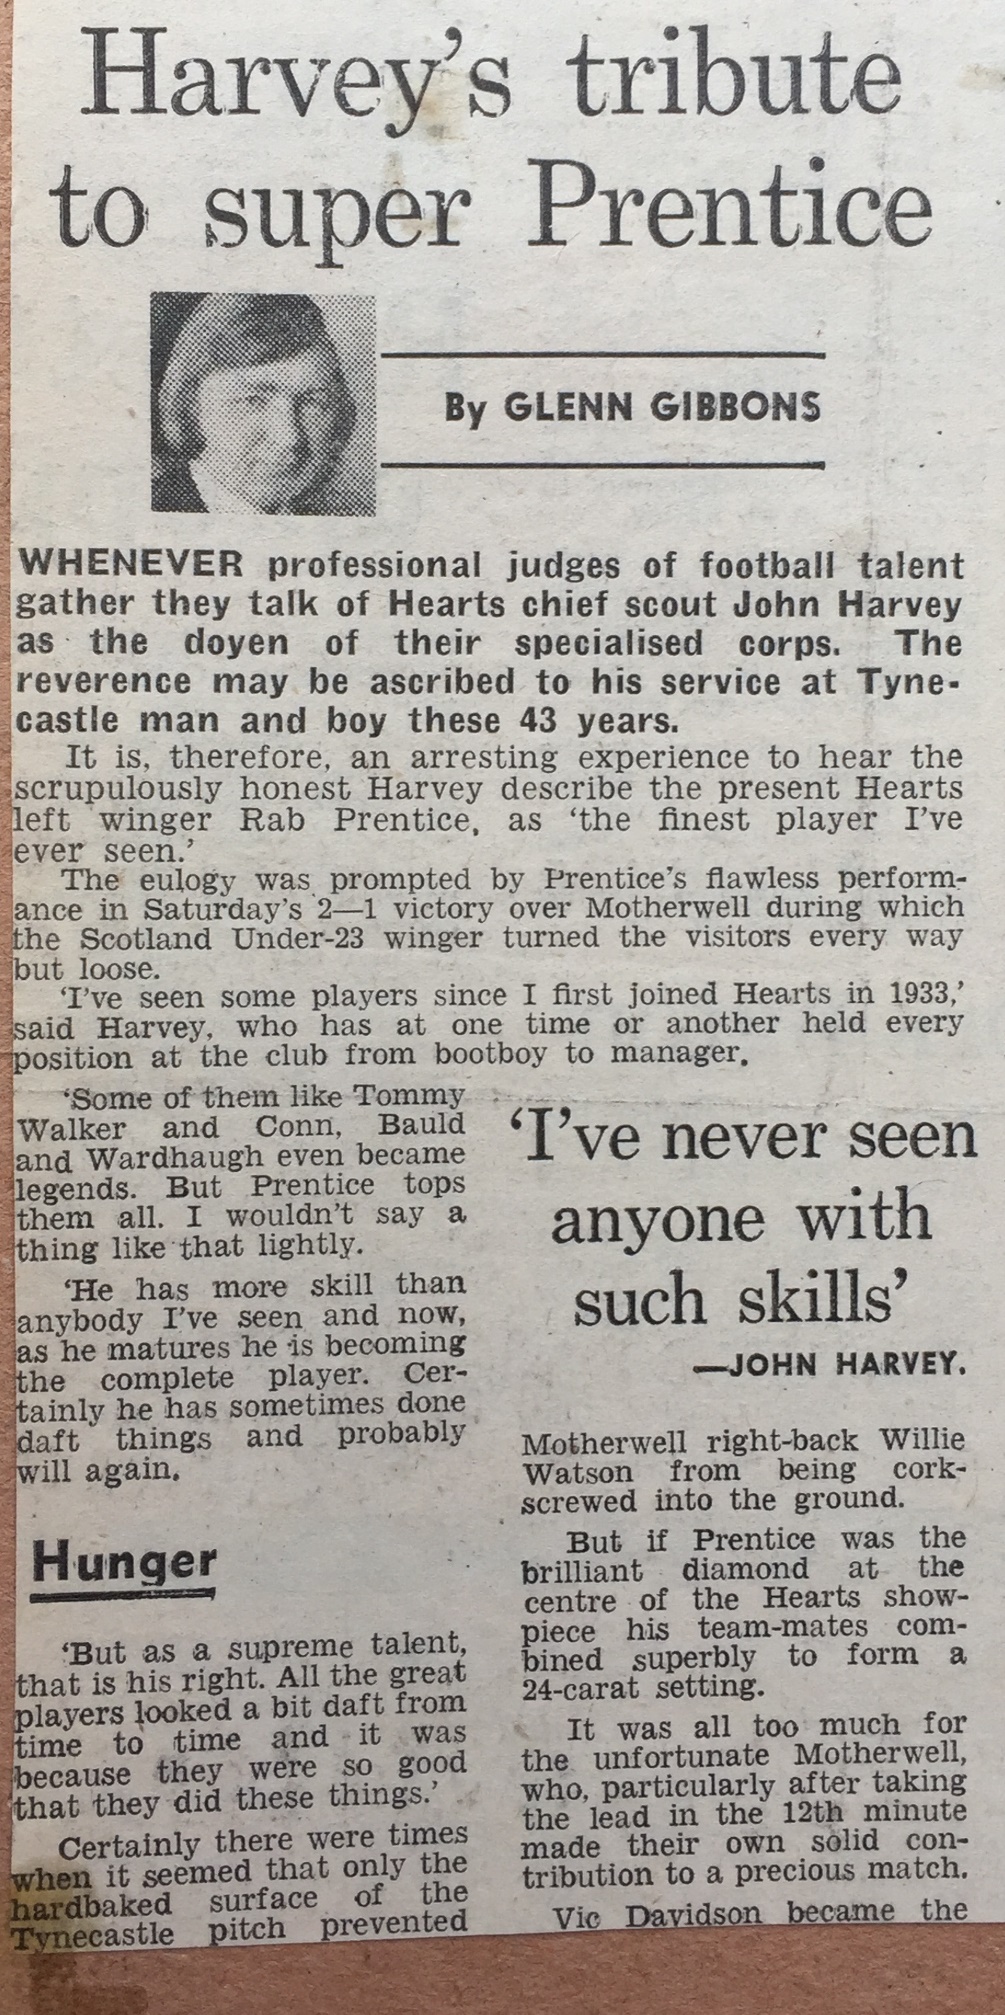 Harvey's tribute
to super Prentice
By GLENN GIBBONS
WHENEVER professional judges of football talent
gather they talk of Hearts chief scout John Harvey
as the doyen of their specialised corps. The
reverence may be ascribed to his service at Tyne-
castle man and boy these 43 years.
It is, therefore, an arresting experience to hear the
scrupulously honest Harvey describe the present Hearts
left winger Rab Prentice, as 'the finest player I've
ever seen.'
The eulogy was prompted by Prentice's flawless perform-
ance in Saturday's 2—1 victory over Motherwell during which
the Scotland Under-23 winger turned the visitors every way
but loose.
'I've seen some players since I first joined Hearts in 1933,'
said Harvey, who has at one time or another held every
position at the club from bootboy to manager.
'Some of them like Tommy
Walker and Conn, Bauld
and Wardhaugh even became
legends. But Prentice tops
them all. I wouldn't say a
thing like that lightly.
'He has more skill than
anybody I've seen and now,
as he matures he is becoming
the complete player. Cer-
tainly he has sometimes done
daft things and probably
will again.
Hunger
'But as a supreme talent,
that is his right. All the great
players looked a bit daft from
time to time and it was
because they were so good
that they did these things.'
Certainly there were times
when it seemed that only the
hardbaked surface of the
Tynecastle pitch prevented
'I've never seen
anyone with
such skills'
—JOHN HARVEY.
Motherwell right-back Willie
Watson from being cork-
screwed into the ground.
But if Prentice was the
brilliant diamond at the
centre of the Hearts show-
piece his team-mates com-
bined superbly to form a
24-carat setting.
It was all too much for
the unfortunate Motherwell,
who, particularly after taking
the lead in the 12th minute
made their own solid con-
tribution to a precious match.
Vic Davidson became the